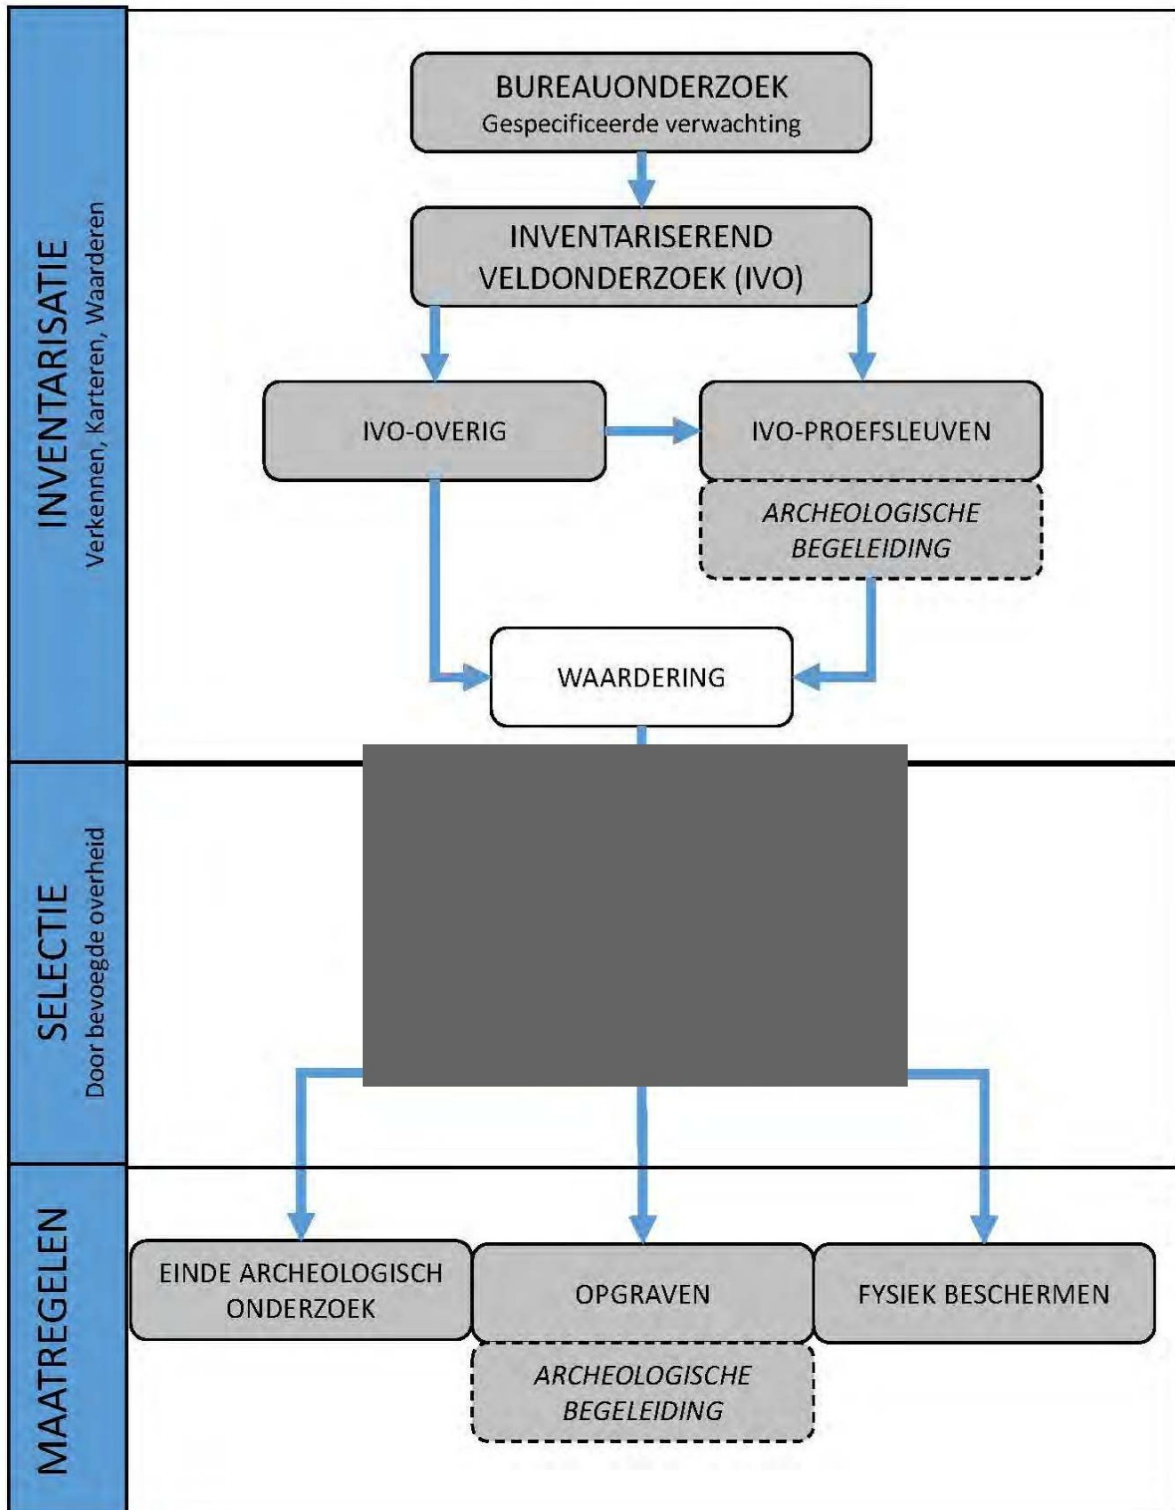 INVENTARISATIE
Verkennen, Karteren, Waarderen
BUREAUONDERZOEK
Gespecificeerde verwachting
INVENTARISEREND
VELDONDERZOEK (IVO)
IVO-OVERIG
IVO-PROEFSLEUVEN
ARCHEOLOGISCHE
BEGELEIDING
WAARDERING
SELECTIE
Door bevoegde overheid
MAATREGELEN
EINDE ARCHEOLOGISCH
ONDERZOEK
OPGRAVEN
ARCHEOLOGISCHE
BEGELEIDING
FYSIEK BESCHERMEN